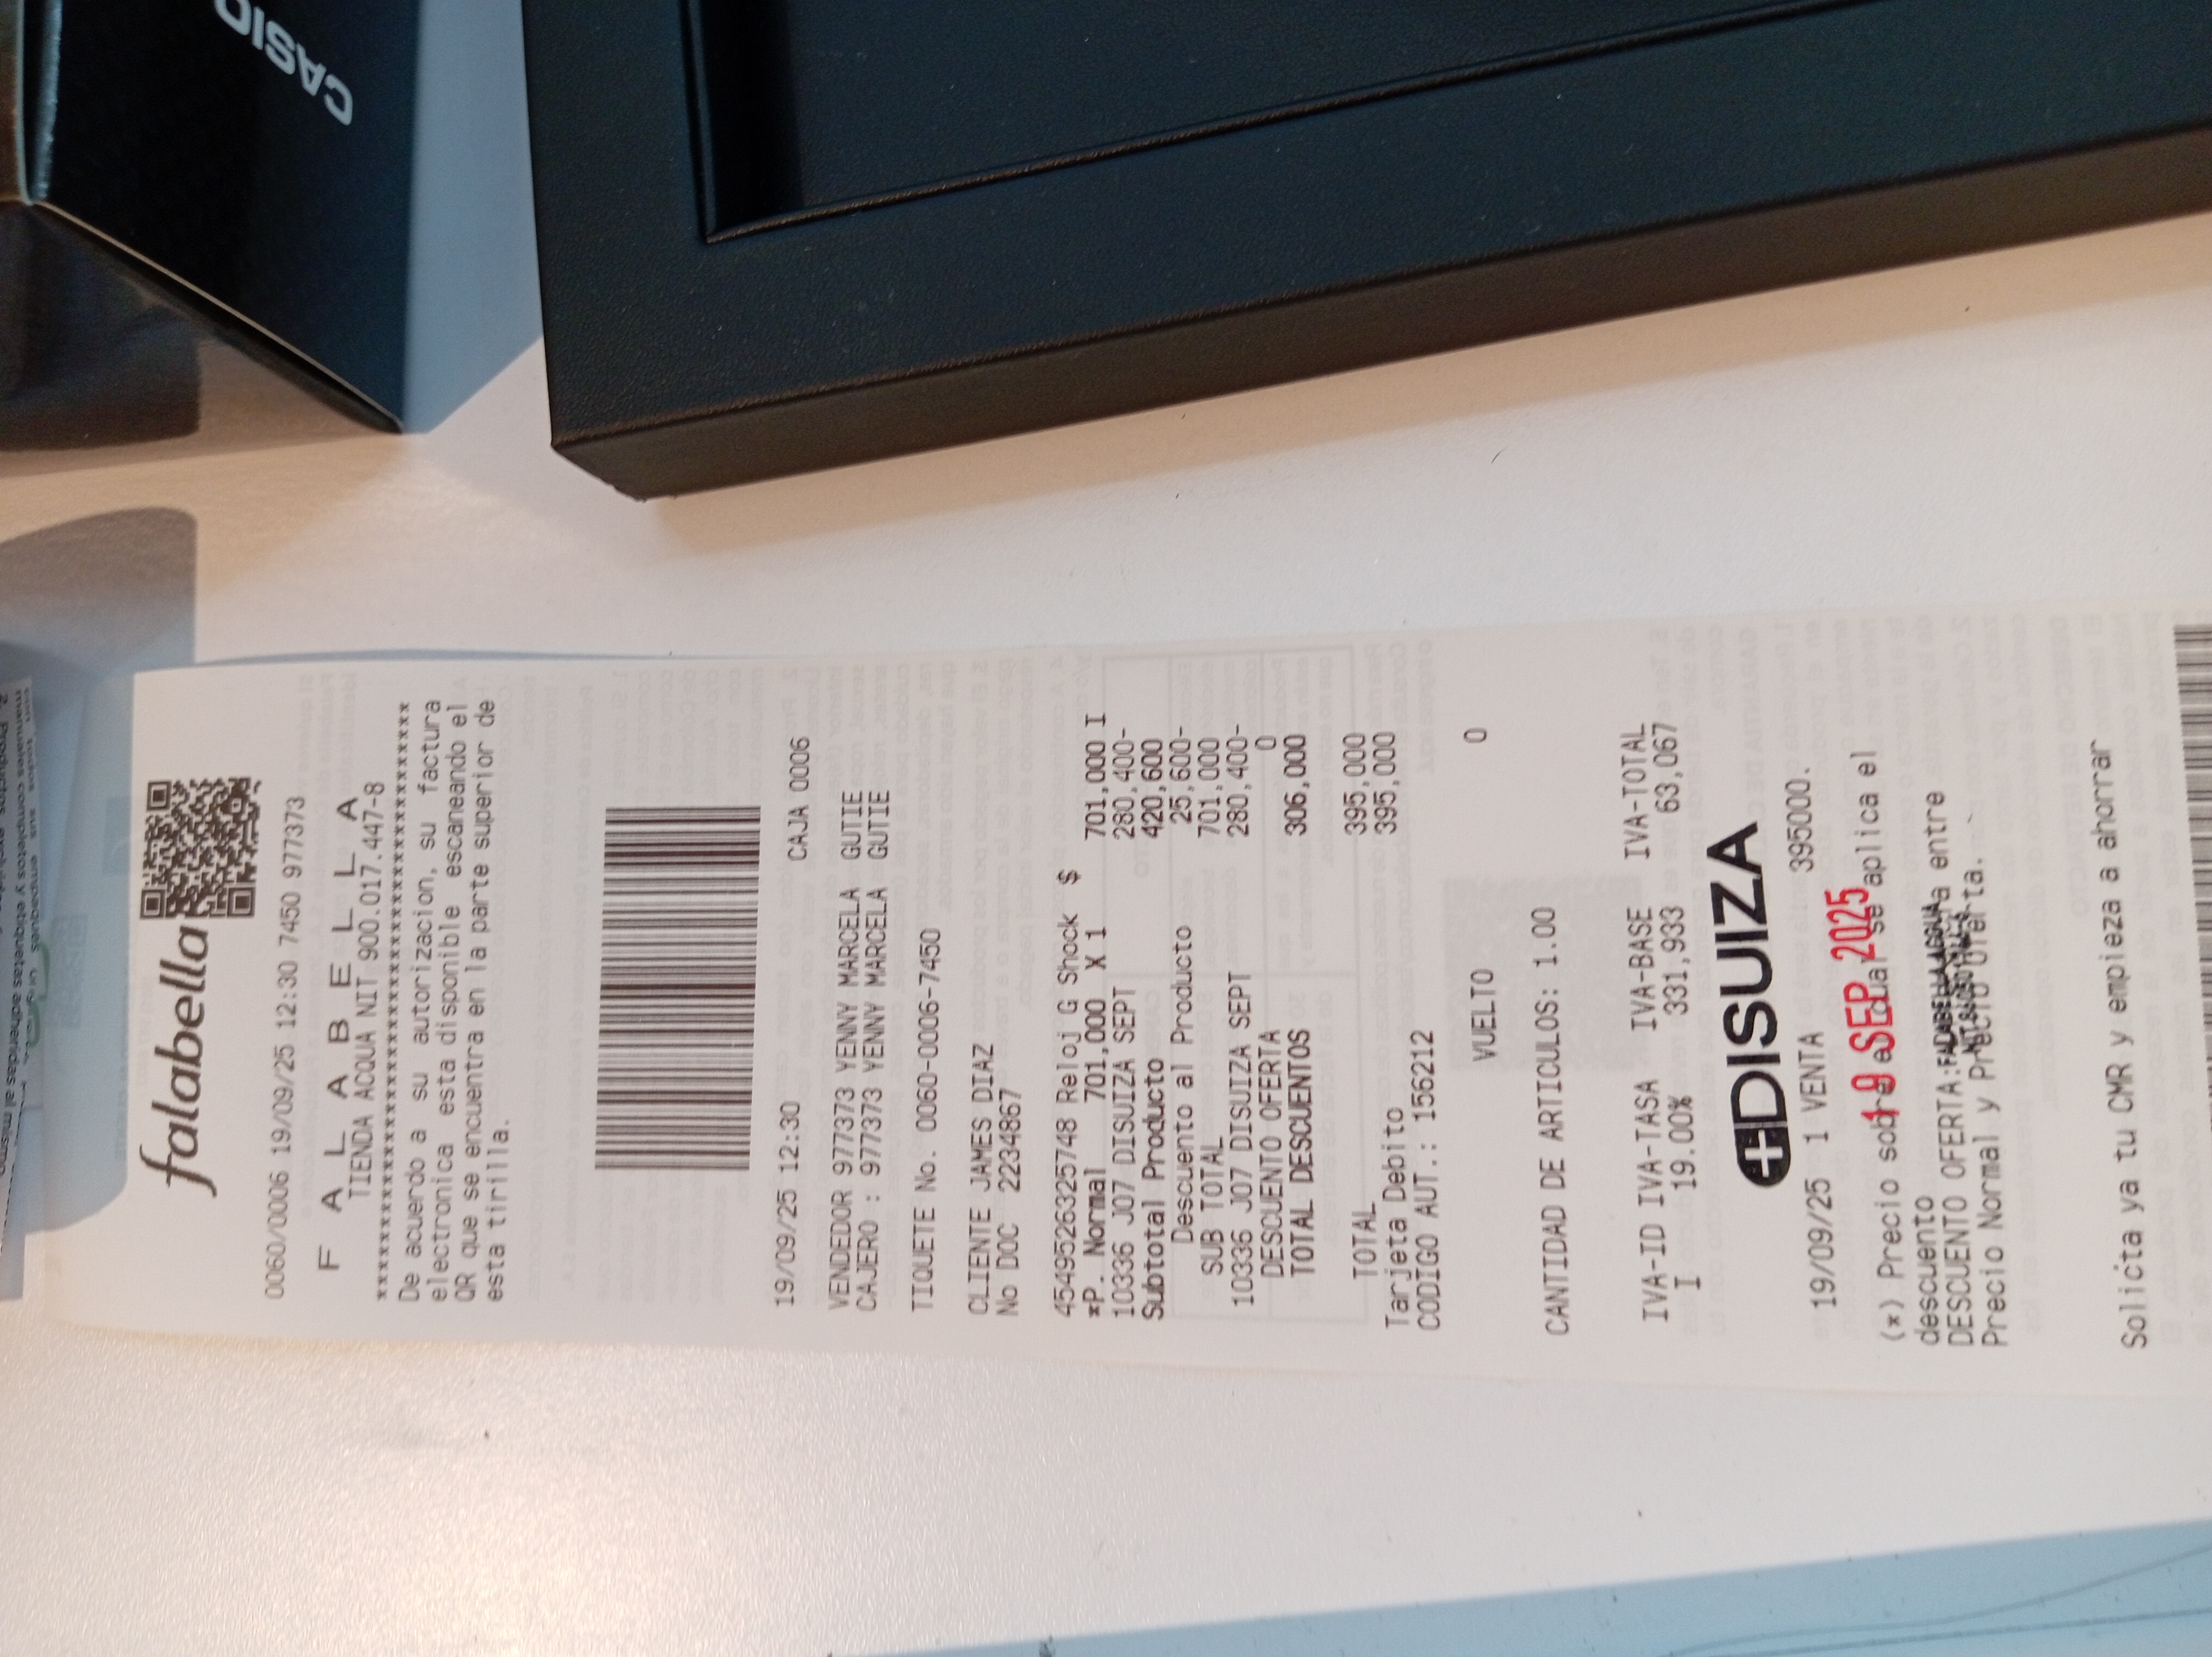 CASIO
falabella
0060/0006 19/09/25 12:30 7450 977373
F A L A B E L L A
TIENDA ACQUA NIT 900.017.447-8
De acuerdo a su autorizacion, su factura
electronica esta disponible escaneando el
QR que se encuentra en la parte superior de
esta tirilla.
19/09/25 12:30 CAJA 0006
VENDEDOR 977373 YENNY MARCELA GUTIE
CAJERO : 977373 YENNY MARCELA GUTIE
TIQUETE No. 0060-0006-7450
CLIENTE JAMES DIAZ
No DOC 2234867
4549526325748 Reloj G Shock $
*P. Normal 701,000 X 1 701,000 I
10336 JO7 DISUIZA SEPT 280,400-
Subtotal Producto 420,600
Descuento al Producto 25,600-
SUB TOTAL 701,000
10336 JO7 DISUIZA SEPT 280,400-
DESCUENTO OFERTA 0
TOTAL DESCUENTOS 306,000
TOTAL 395,000
Tarjeta Debito 395,000
CODIGO AUT.: 156212
VUELTO 0
CANTIDAD DE ARTICULOS: 1.00
IVA-ID IVA-TASA IVA-BASE IVA-TOTAL
I 19.00% 331,933 63,067
DISUIZA
19/09/25 1 VENTA 395000.
19 SEP 2025
(*) Precio sobre el cual se aplica el
descuento
DESCUENTO OFERTA: entre
Precio Normal y Precio Oferta.
Solicita ya tu CMR y empieza a ahorrar